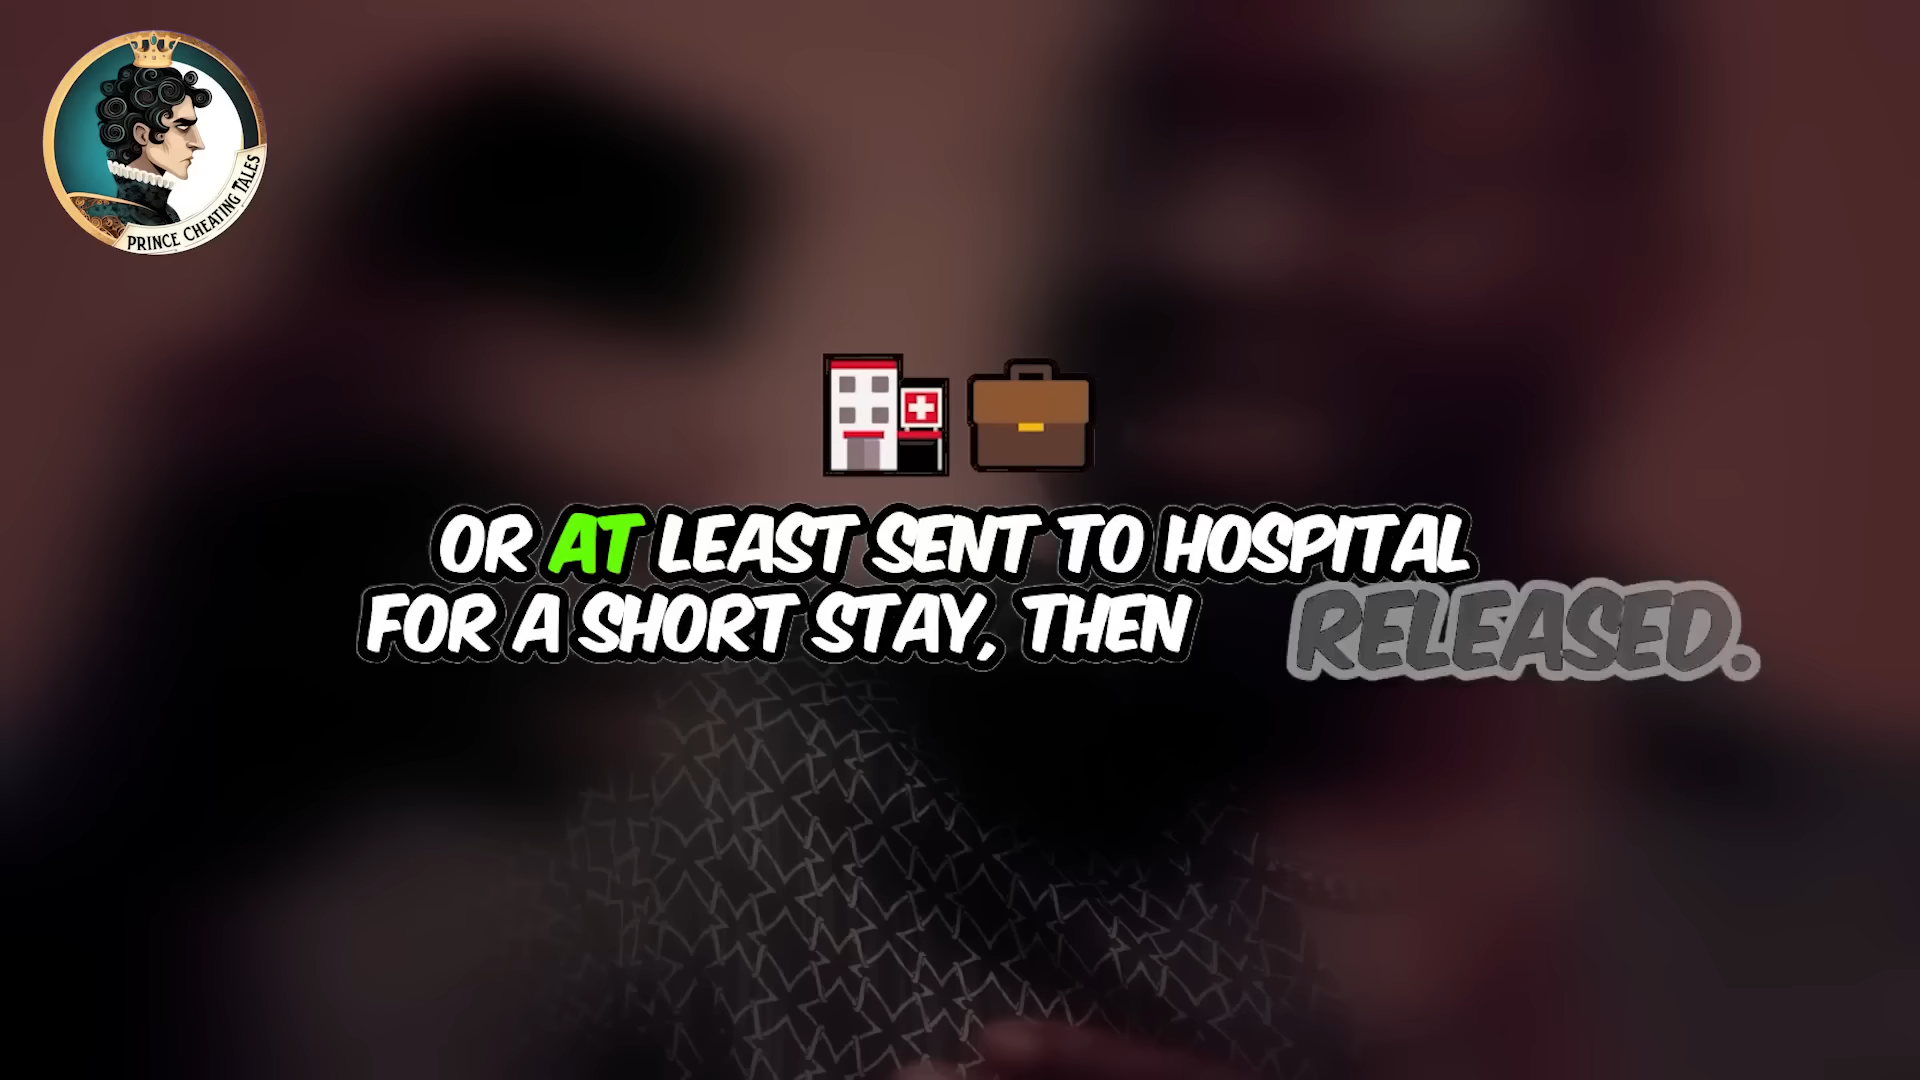 PRINCE CHEATING TALES
OR AT LEAST SENT TO HOSPITAL
FOR A SHORT STAY, THEN RELEASED.